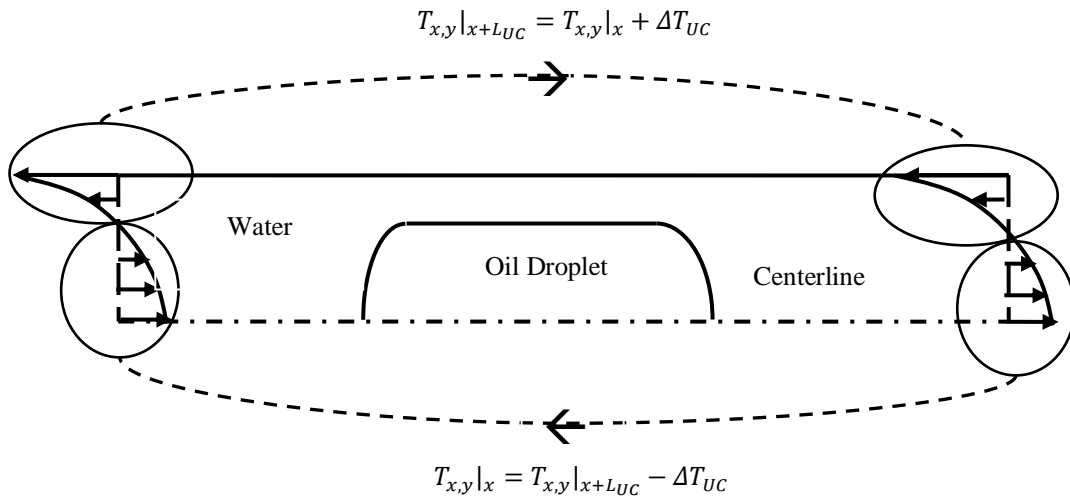 T_{x,y}|_{x+L_{UC}} = T_{x,y}|_x + ΔT_{UC}
Water
Oil Droplet
Centerline
T_{x,y}|_x = T_{x,y}|_{x+L_{UC}} − ΔT_{UC}